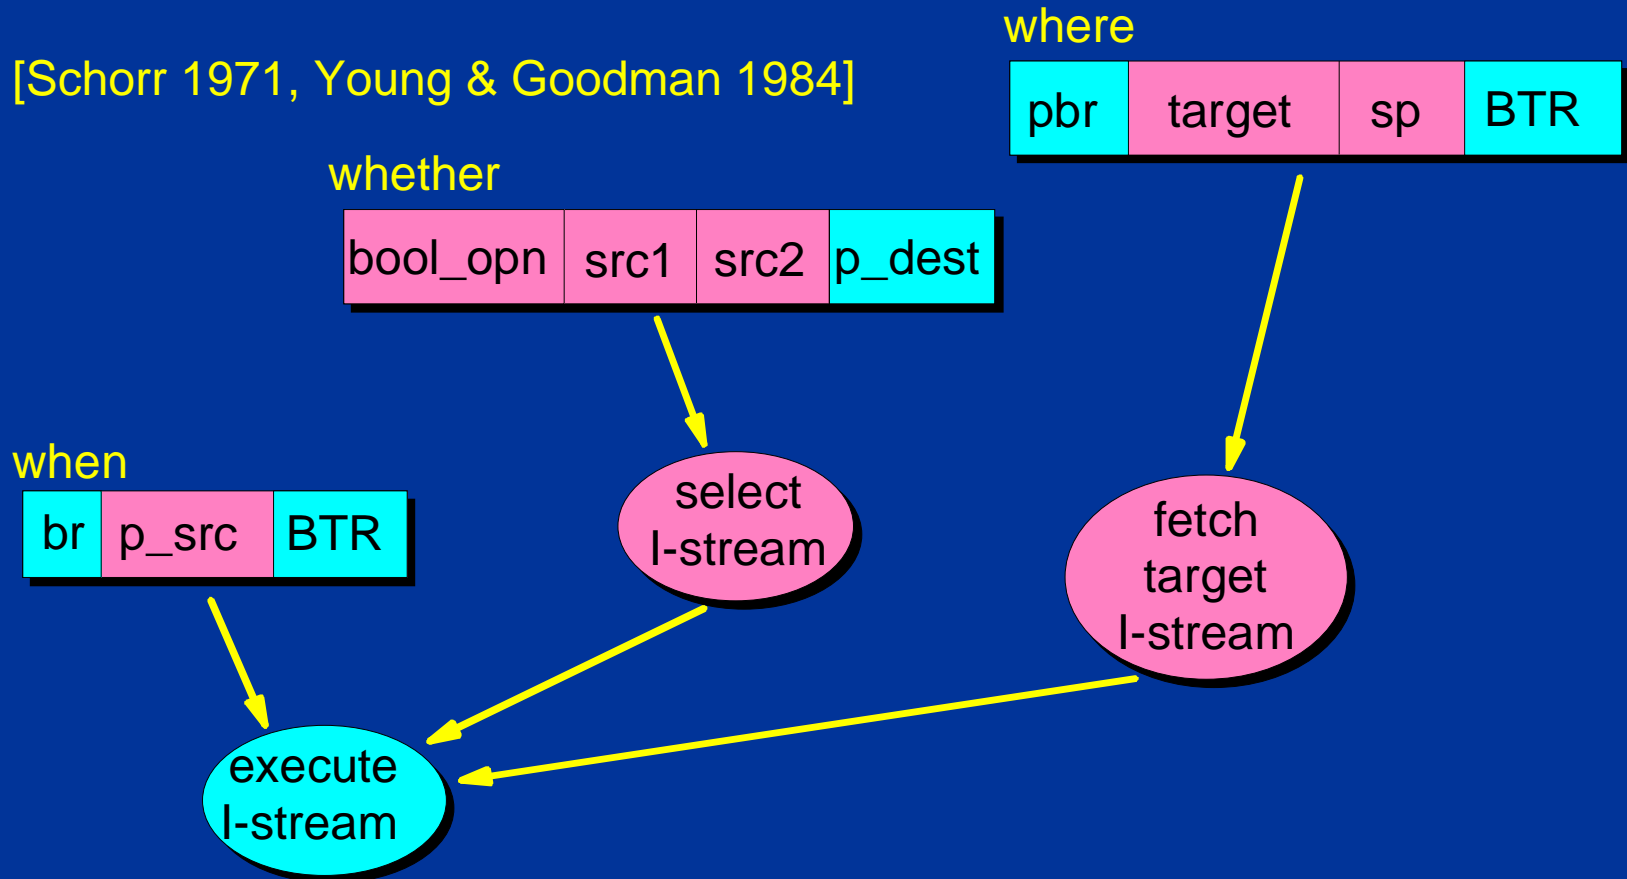 where
[Schorr 1971, Young & Goodman 1984]
pbr target sp BTR
whether
bool_opn src1 src2 p_dest
when
br p_src BTR
select
I-stream
fetch
target
I-stream
execute
I-stream